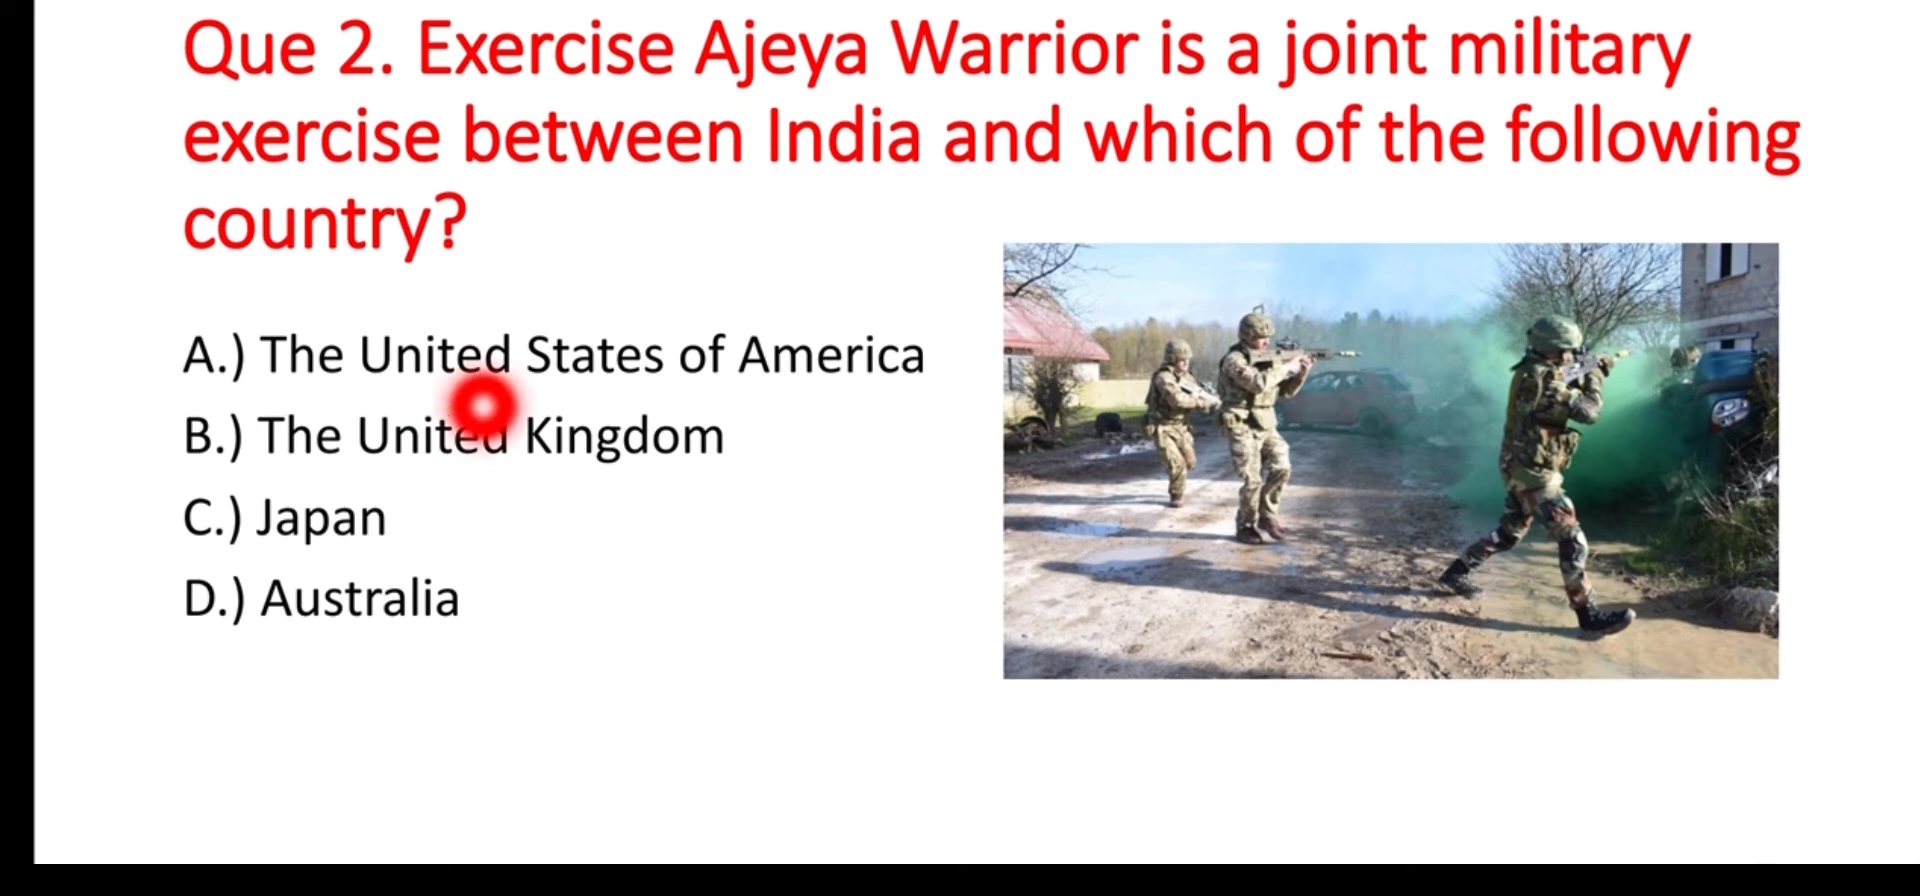 Que 2. Exercise Ajeya Warrior is a joint military
exercise between India and which of the following
country?
A.) The United States of America
B.) The United Kingdom
C.) Japan
D.) Australia